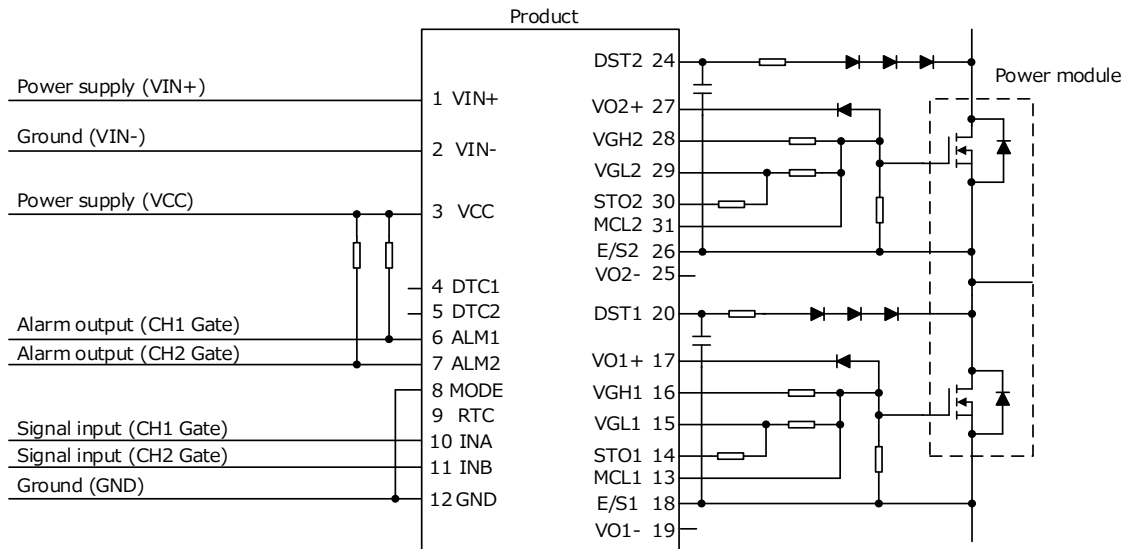 Product
Power module
Power supply (VIN+)
1 VIN+
Ground (VIN-)
2 VIN-
Power supply (VCC)
3 VCC
4 DTC1
5 DTC2
Alarm output (CH1 Gate)
6 ALM1
Alarm output (CH2 Gate)
7 ALM2
8 MODE
9 RTC
Signal input (CH1 Gate)
10 INA
Signal input (CH2 Gate)
11 INB
Ground (GND)
12 GND
DST2 24
VO2+ 27
VGH2 28
VGL2 29
STO2 30
MCL2 31
E/S2 26
VO2- 25
DST1 20
VO1+ 17
VGH1 16
VGL1 15
STO1 14
MCL1 13
E/S1 18
VO1- 19